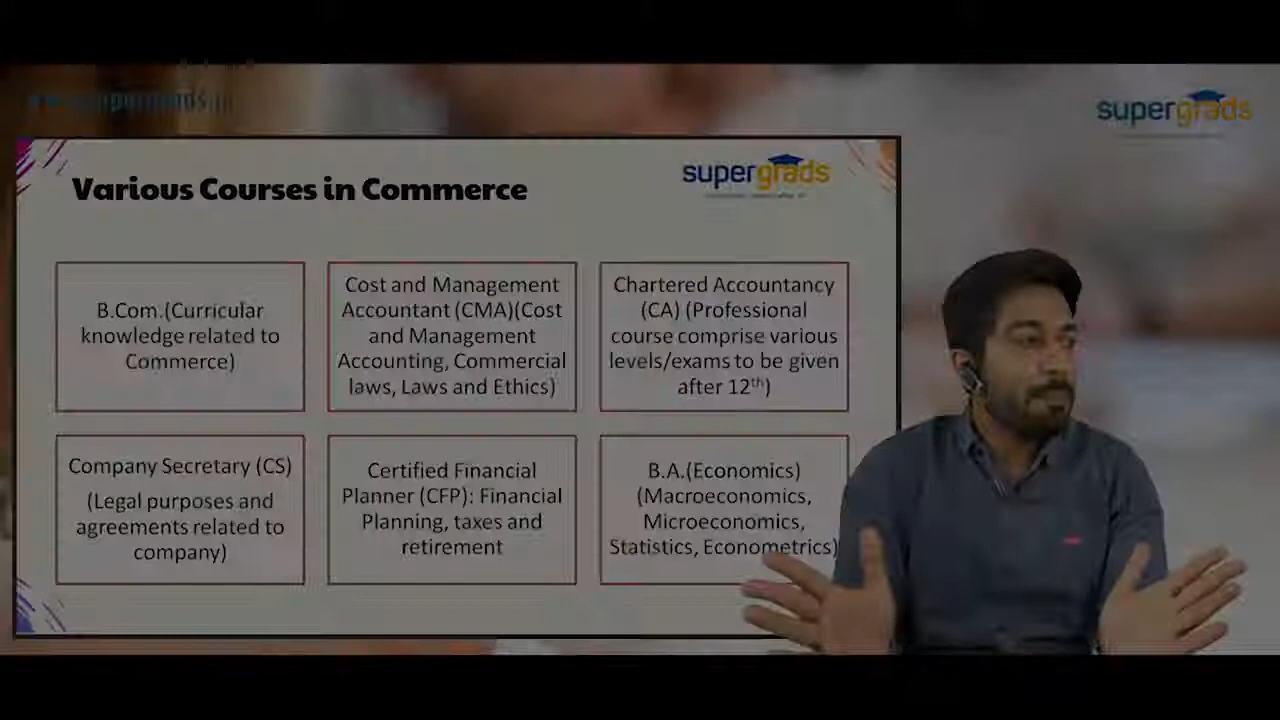 supergrads
supergrads
Various Courses in Commerce
B.Com.(Curricular
knowledge related to
Commerce)
Cost and Management
Accountant (CMA)(Cost
and Management
Accounting, Commercial
laws, Laws and Ethics)
Chartered Accountancy
(CA) (Professional
course comprise various
levels/exams to be given
after 12th)
Company Secretary (CS)
(Legal purposes and
agreements related to
company)
Certified Financial
Planner (CFP): Financial
Planning, taxes and
retirement
B.A.(Economics)
(Macroeconomics,
Microeconomics,
Statistics, Econometrics)